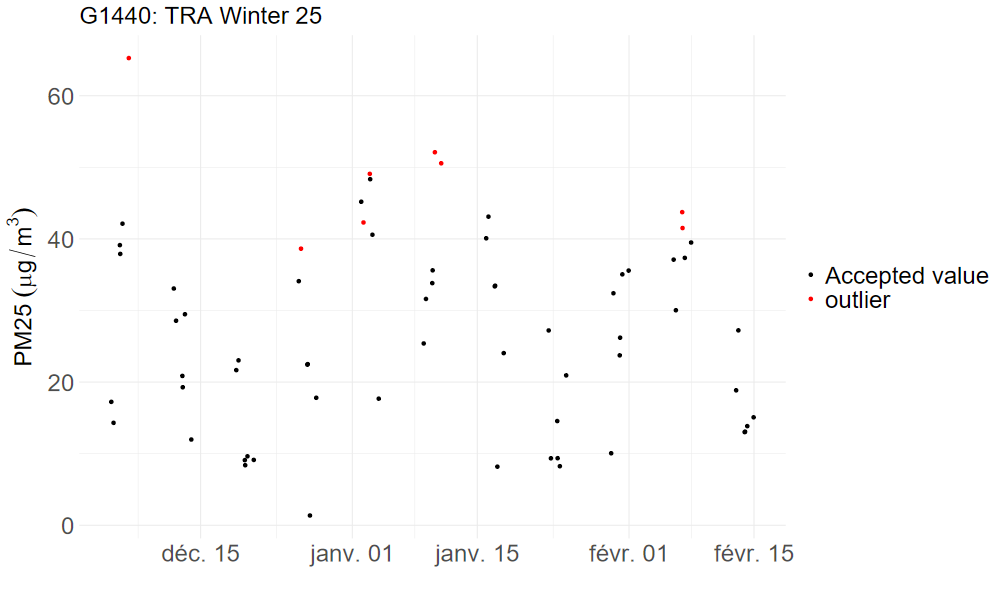 G1440: TRA Winter 25
PM25 (μg/m³)
60
40
20
0
déc. 15
janv. 01
janv. 15
févr. 01
févr. 15
Accepted value
outlier